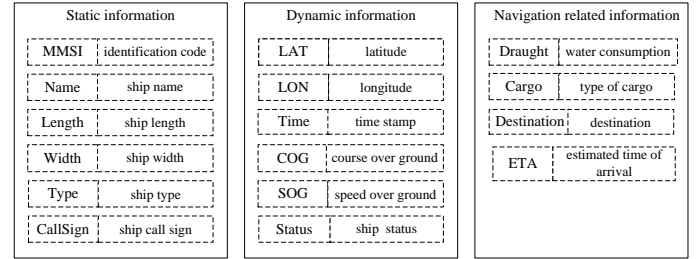 Static information
MMSI identification code
Name ship name
Length ship length
Width ship width
Type ship type
CallSign ship call sign
Dynamic information
LAT latitude
LON longitude
Time time stamp
COG course over ground
SOG speed over ground
Status ship status
Navigation related information
Draught water consumption
Cargo type of cargo
Destination destination
ETA estimated time of
arrival